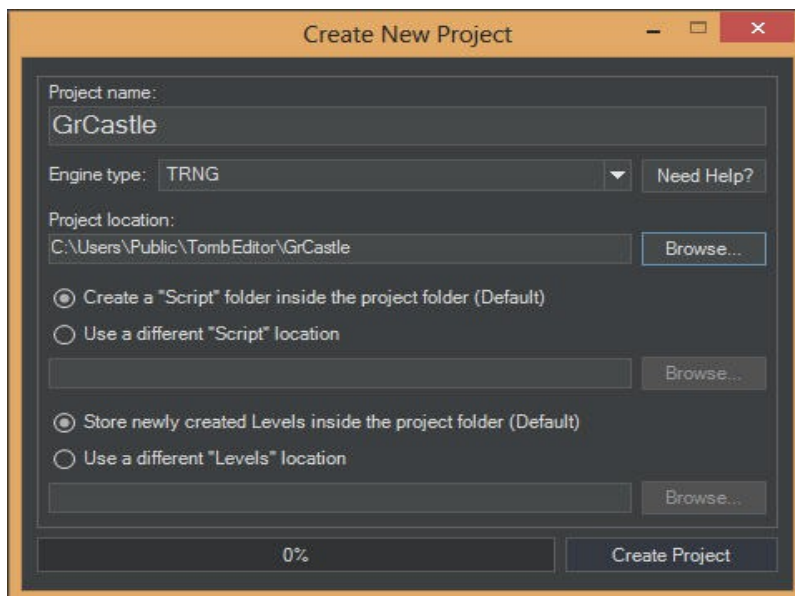 Create New Project
Project name:
GrCastle
Engine type: TRNG Need Help?
Project location:
C:\Users\Public\TombEditor\GrCastle Browse...
Create a "Script" folder inside the project folder (Default)
Use a different "Script" location
Browse...
Store newly created Levels inside the project folder (Default)
Use a different "Levels" location
Browse...
0% Create Project